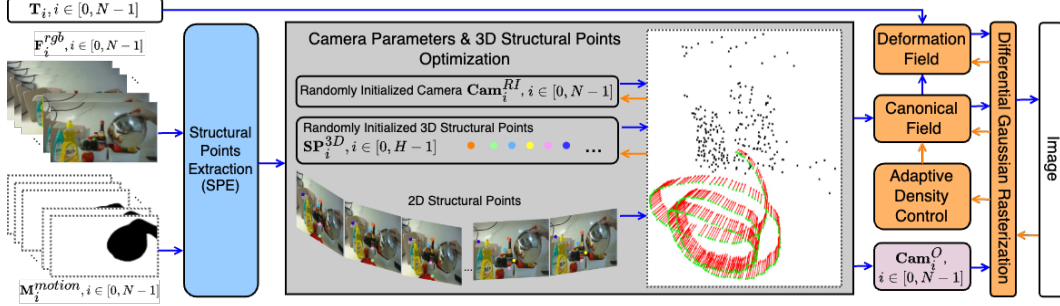 T_i, i ∈ [0, N − 1]
F_i^{rgb}, i ∈ [0, N − 1]
M_i^{motion}, i ∈ [0, N − 1]
Structural
Points
Extraction
(SPE)
Camera Parameters & 3D Structural Points
Optimization
Randomly Initialized Camera Cam_i^{RI}, i ∈ [0, N − 1]
Randomly Initialized 3D Structural Points
SP_i^{3D}, i ∈ [0, H − 1]
...
2D Structural Points
...
Deformation
Field
Canonical
Field
Adaptive
Density
Control
Cam_i^O,
i ∈ [0, N − 1]
Differential Gaussian Rasterization
Image